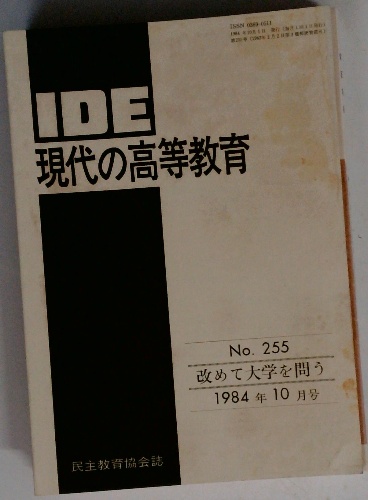 IDE
現代の高等教育
No. 255
改めて大学を問う
1984 年 10 月号
民主教育協会誌